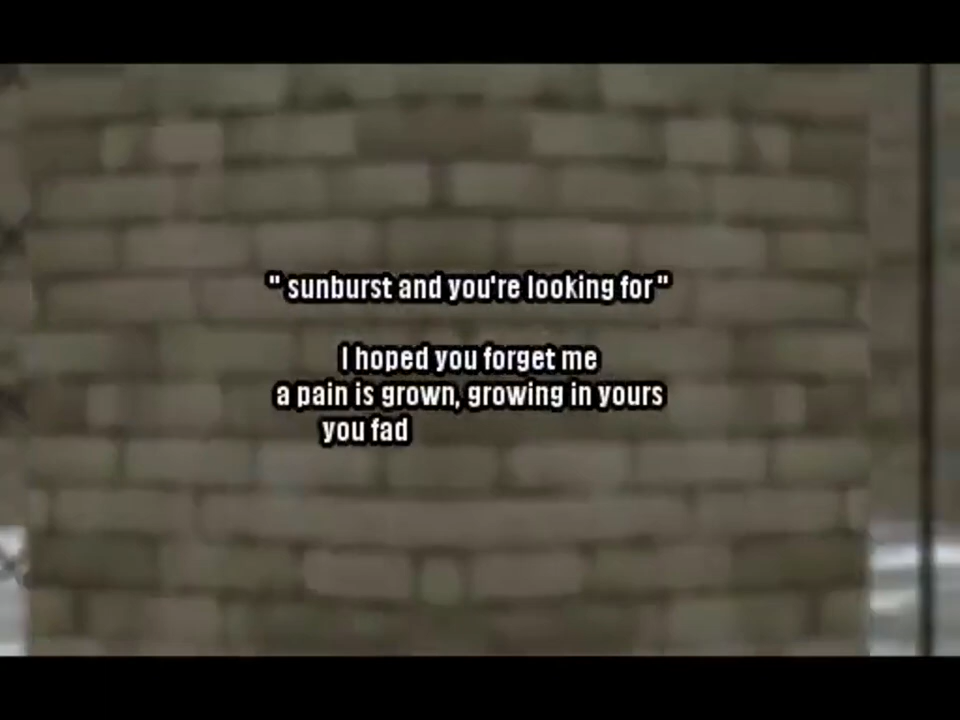 " sunburst and you're looking for "
I hoped you forget me
a pain is grown, growing in yours
you fad